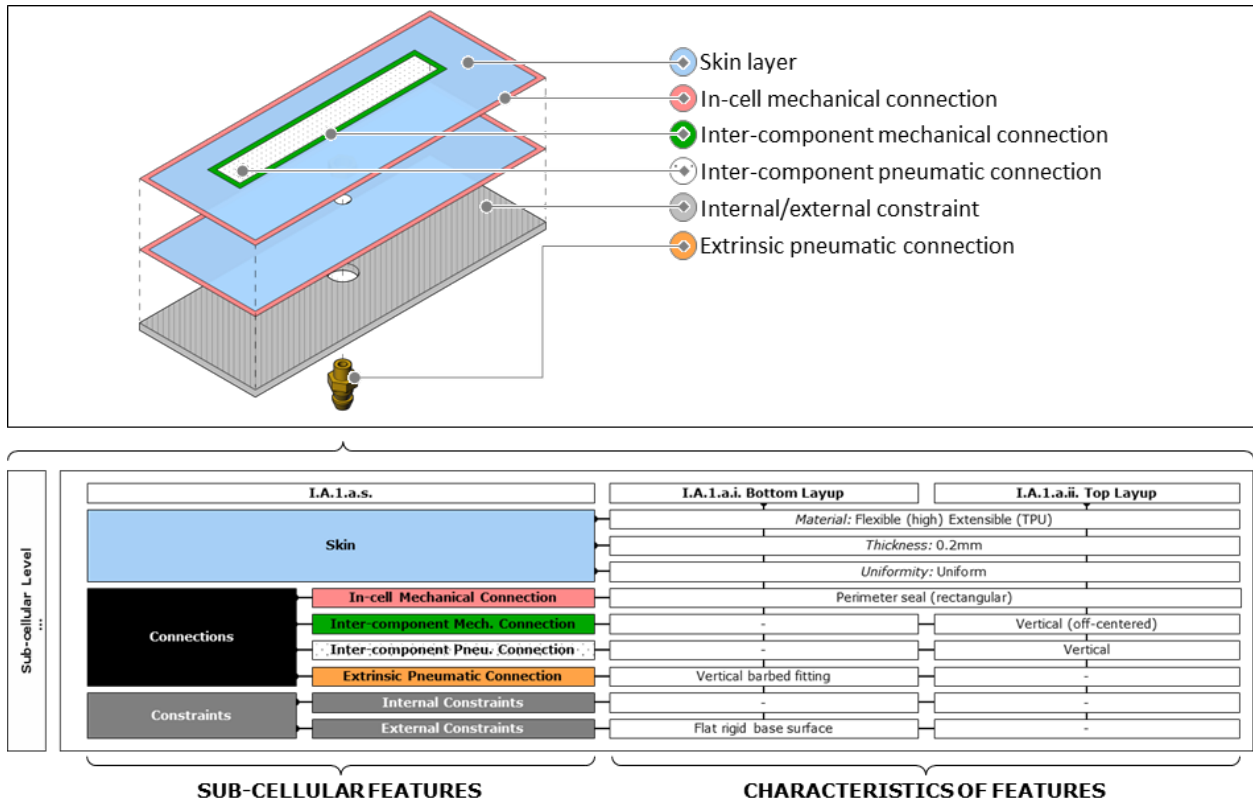 Skin layer
In-cell mechanical connection
Inter-component mechanical connection
Inter-component pneumatic connection
Internal/external constraint
Extrinsic pneumatic connection
Sub-cellular Level
...
I.A.1.a.s.
I.A.1.a.i. Bottom Layup
I.A.1.a.ii. Top Layup
Skin
Material: Flexible (high) Extensible (TPU)
Thickness: 0.2mm
Uniformity: Uniform
Connections
In-cell Mechanical Connection
Perimeter seal (rectangular)
Inter-component Mech. Connection
-
Vertical (off-centered)
Inter-component Pneu. Connection
-
Vertical
Extrinsic Pneumatic Connection
Vertical barbed fitting
-
Constraints
Internal Constraints
-
-
External Constraints
Flat rigid base surface
-
SUB-CELLULAR FEATURES
CHARACTERISTICS OF FEATURES